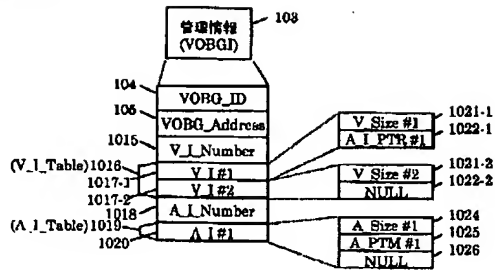 管理情報
(VOBGI)
103
104
VOBG_ID
105
VOBG_Address
1015
V_I_Number
(V_I_Table)1016
V_I#1
1017-1
V_I#2
1017-2
1018
A_I_Number
(A_I_Table)1019
A_I#1
1020
1021-1
V_Size #1
1022-1
A_I_PTR#1
1021-2
V_Size #2
1022-2
NULL
1024
A_Size #1
1025
A_PTM #1
1026
NULL